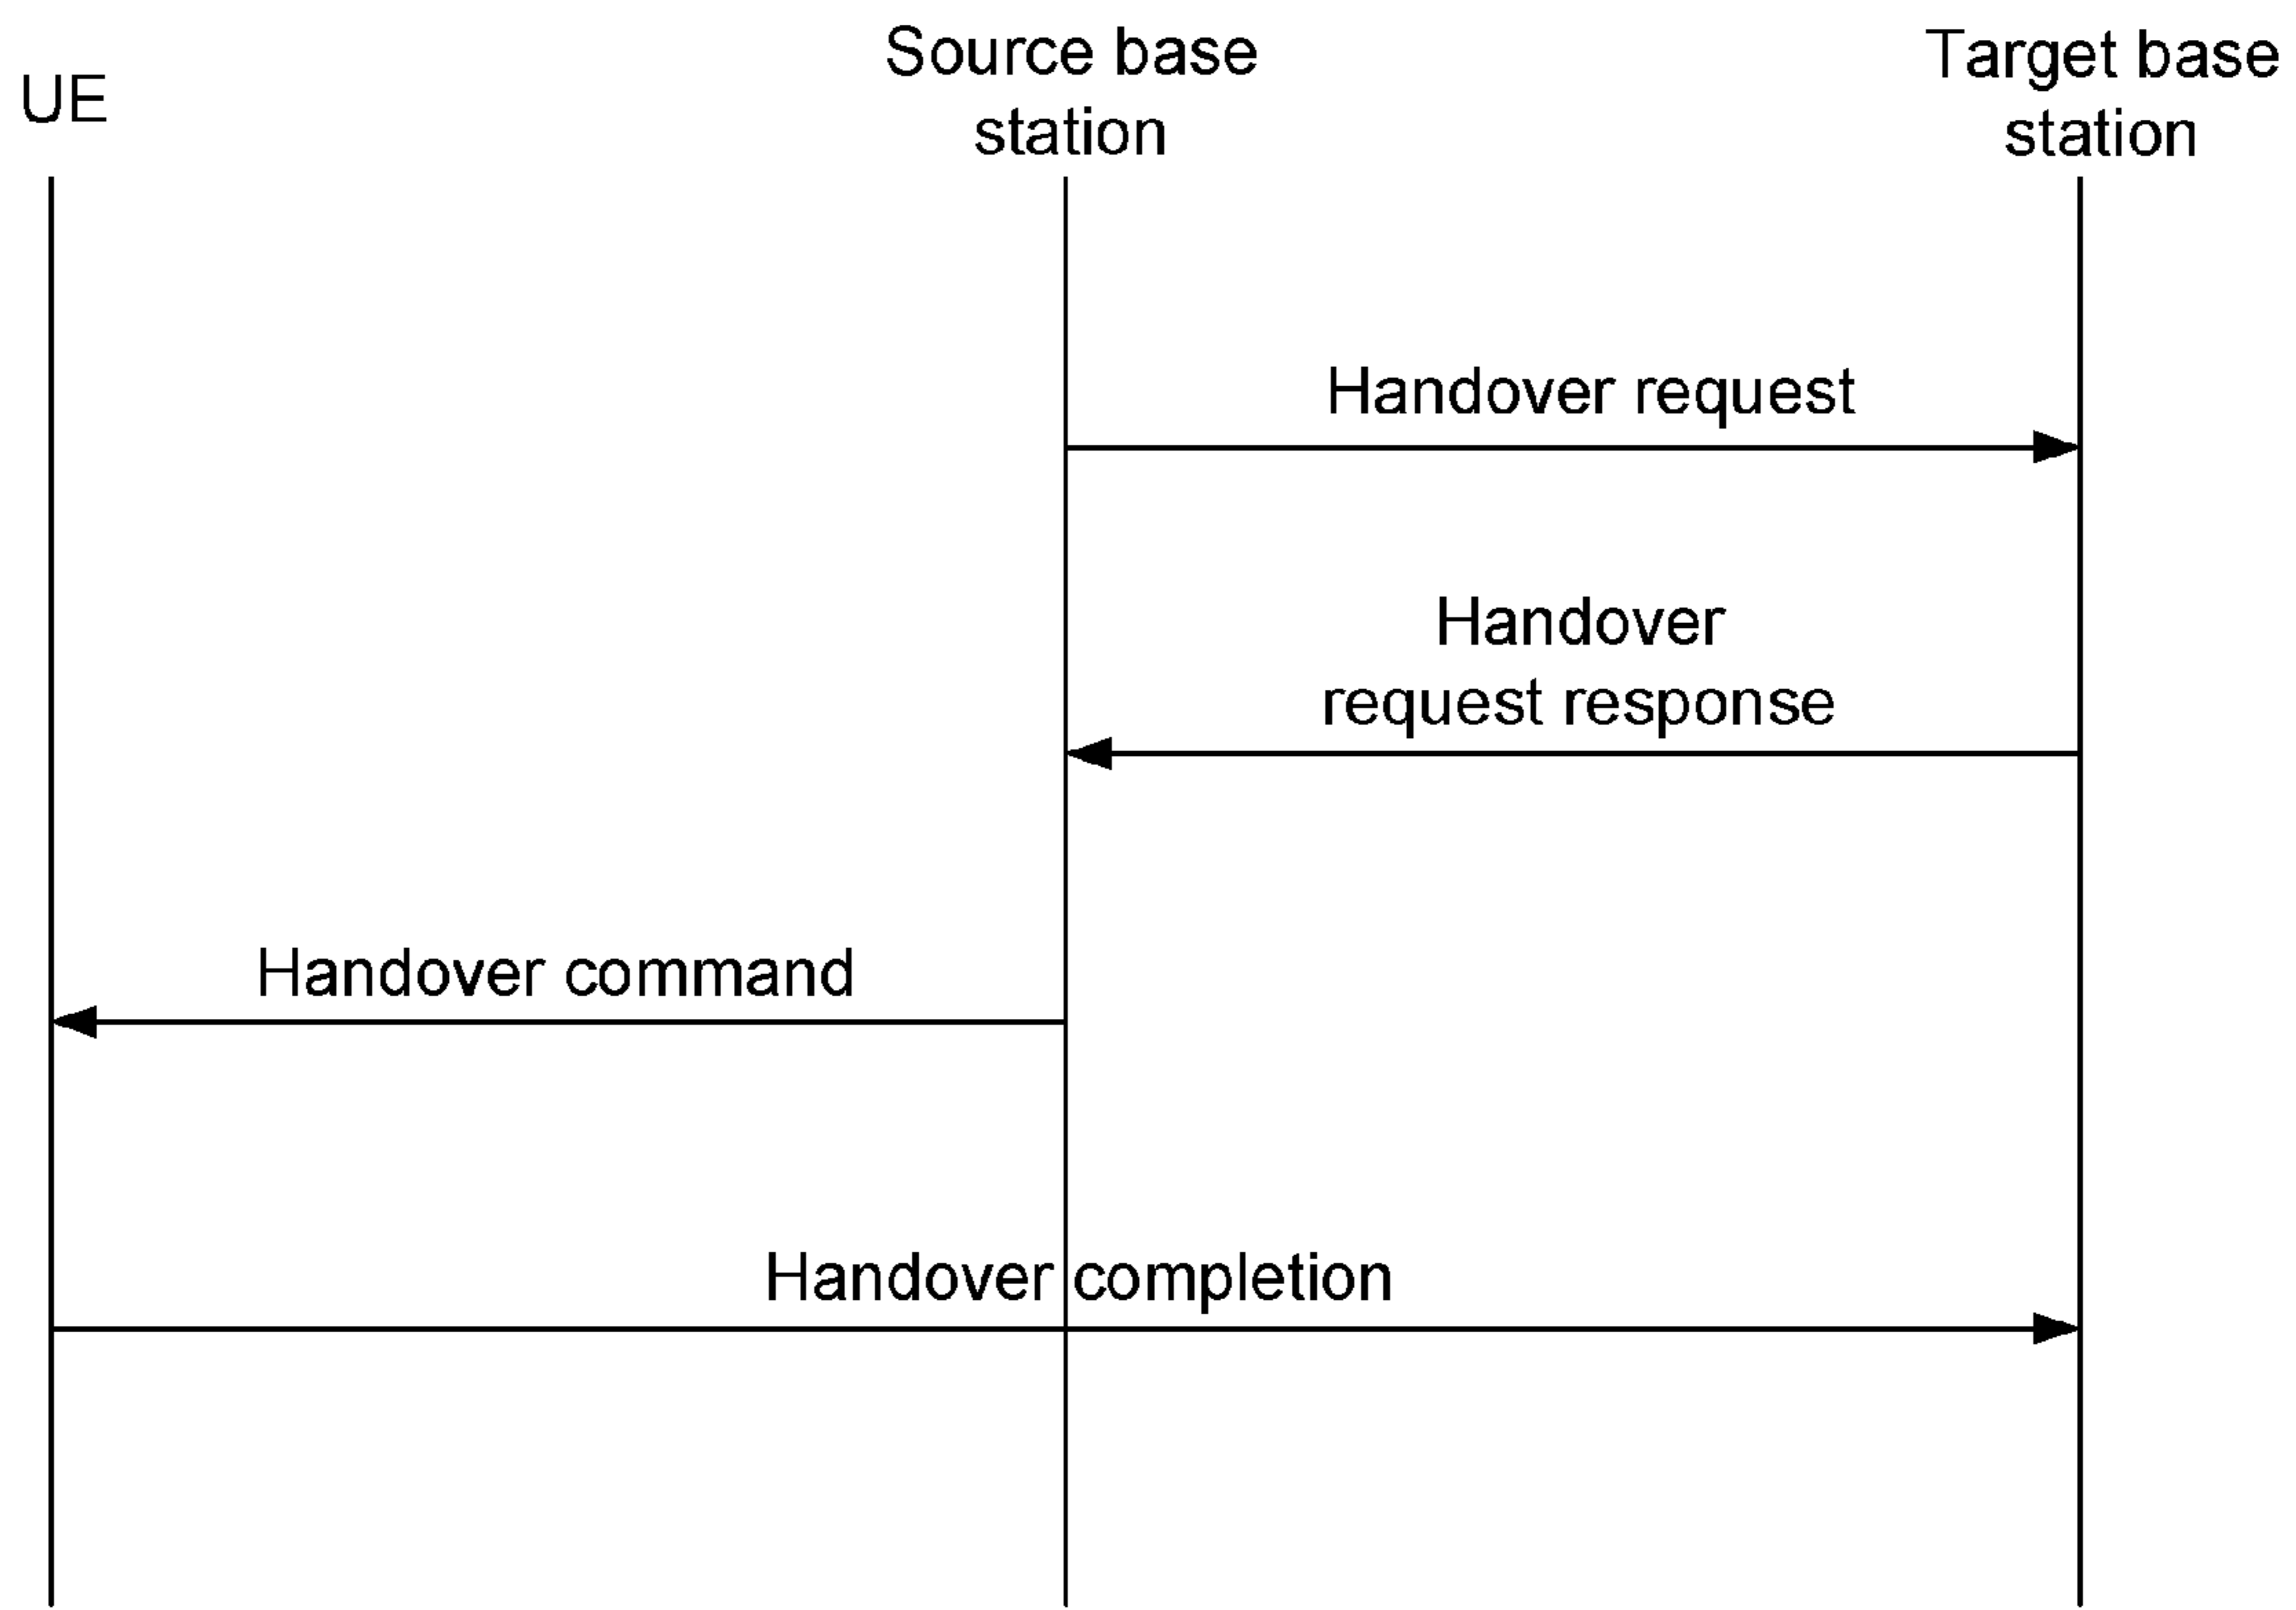 UE
Source base
station
Target base
station
Handover request
Handover
request response
Handover command
Handover completion